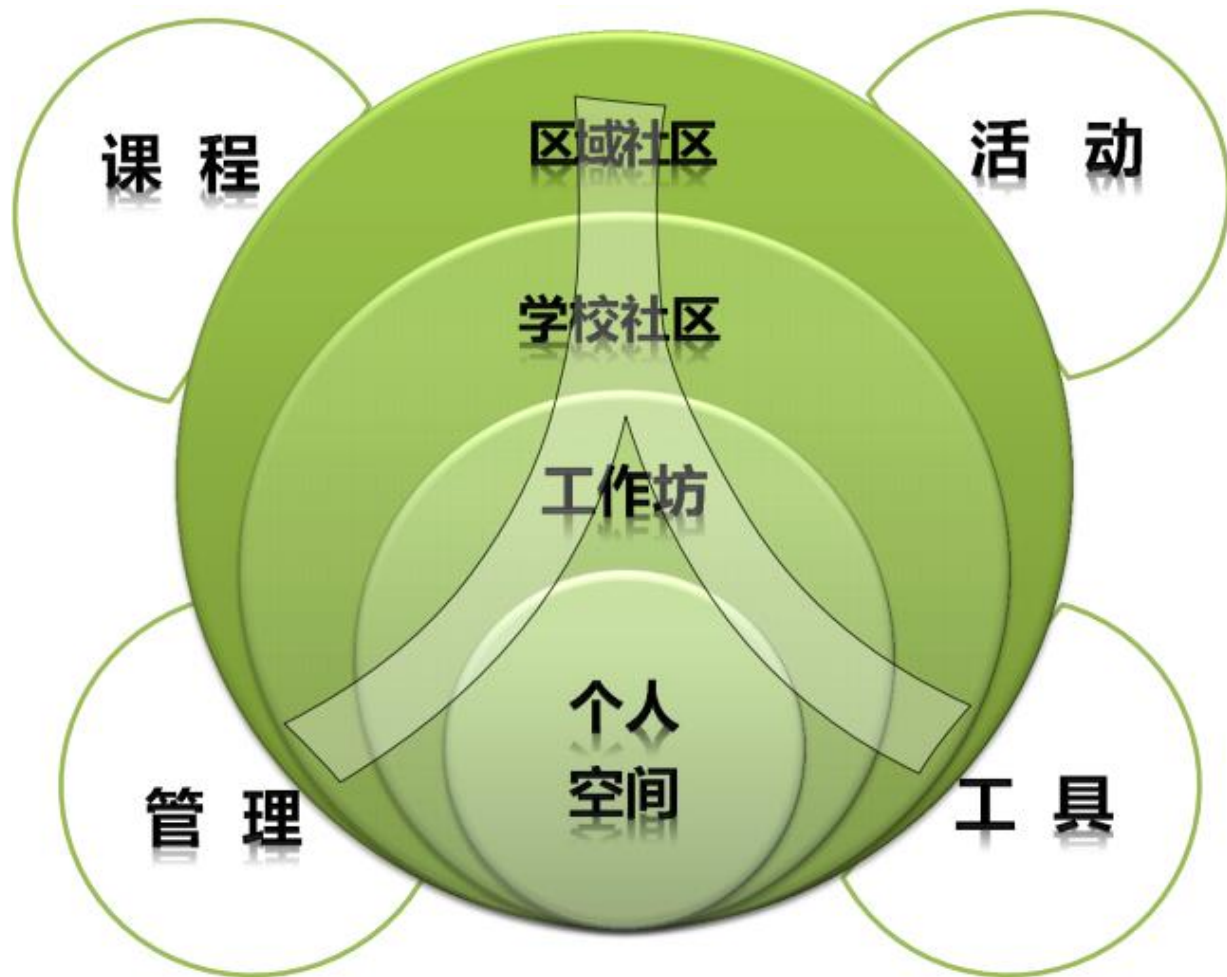 课 程
区域社区
活 动
学校社区
工作坊
个人
空间
管 理
工 具